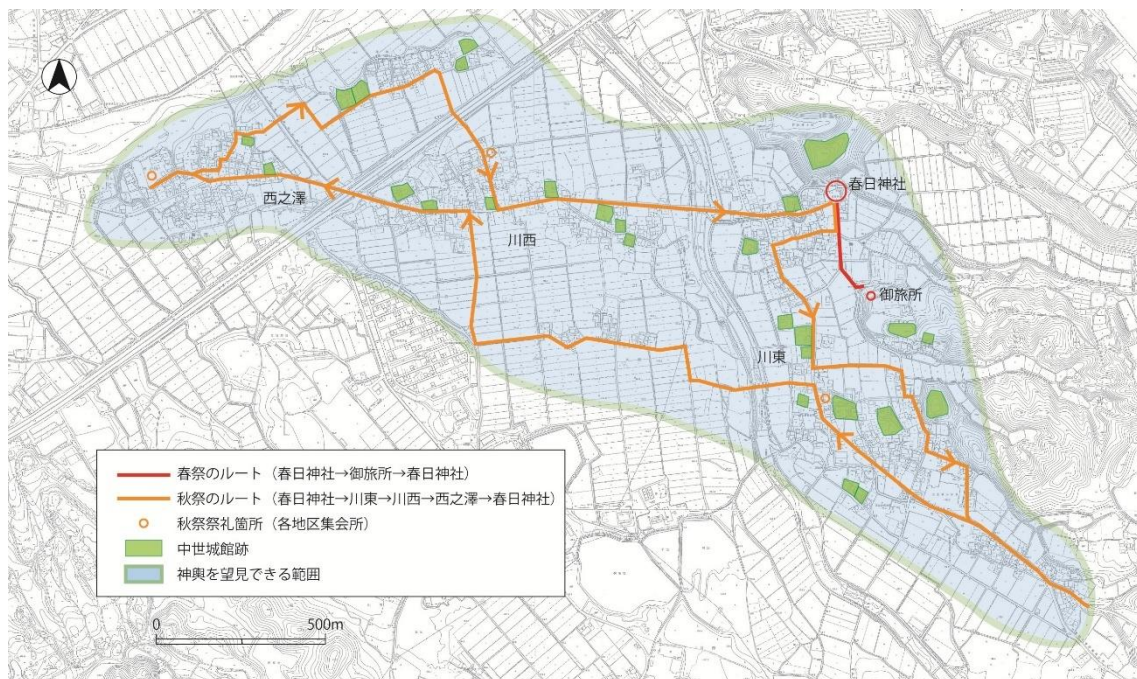 春日神社
西之澤
川西
御旅所
川東
春祭のルート（春日神社→御旅所→春日神社）
秋祭のルート（春日神社→川東→川西→西之澤→春日神社）
秋祭祭礼箇所（各地区集会所）
中世城館跡
神輿を望見できる範囲
0 500m